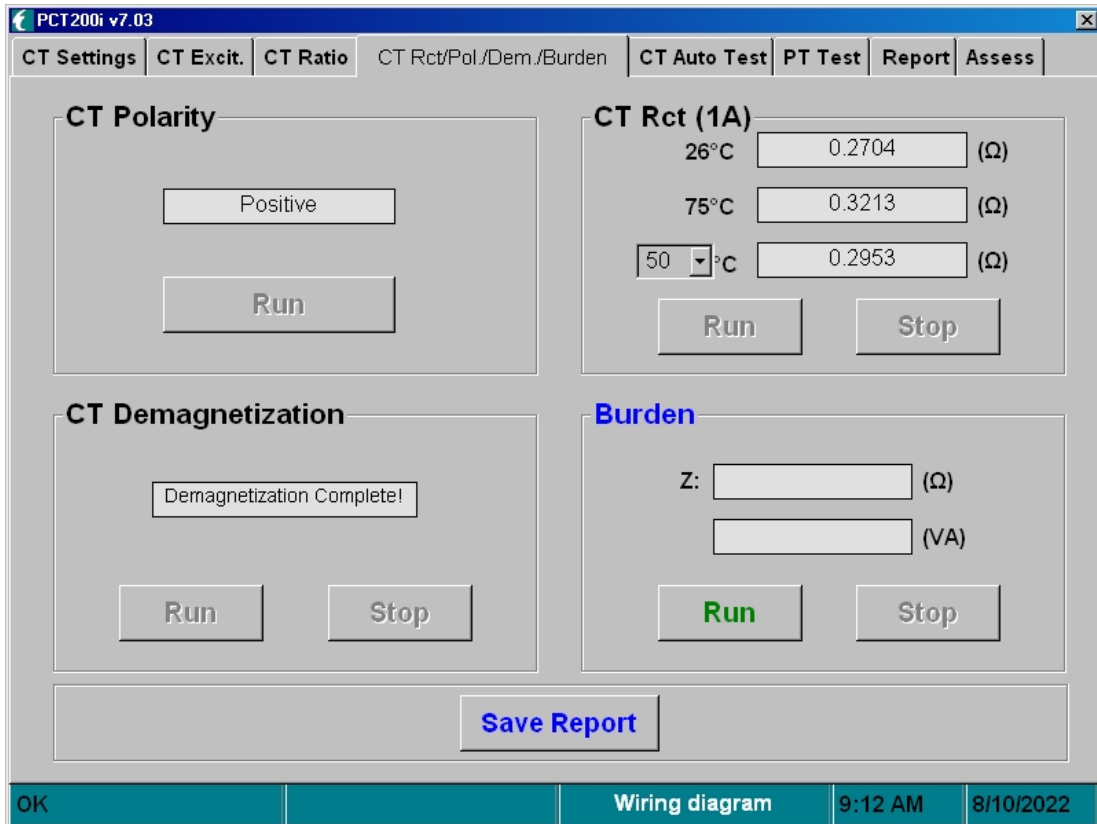 PCT200i v7.03
CT Settings CT Excit. CT Ratio CT Rct/Pol./Dem./Burden CT Auto Test PT Test Report Assess
CT Polarity
Positive
Run
CT Rct (1A)
26°C 0.2704 (Ω)
75°C 0.3213 (Ω)
50 °C 0.2953 (Ω)
Run Stop
CT Demagnetization
Demagnetization Complete!
Run Stop
Burden
Z: (Ω)
(VA)
Run Stop
Save Report
OK Wiring diagram 9:12 AM 8/10/2022